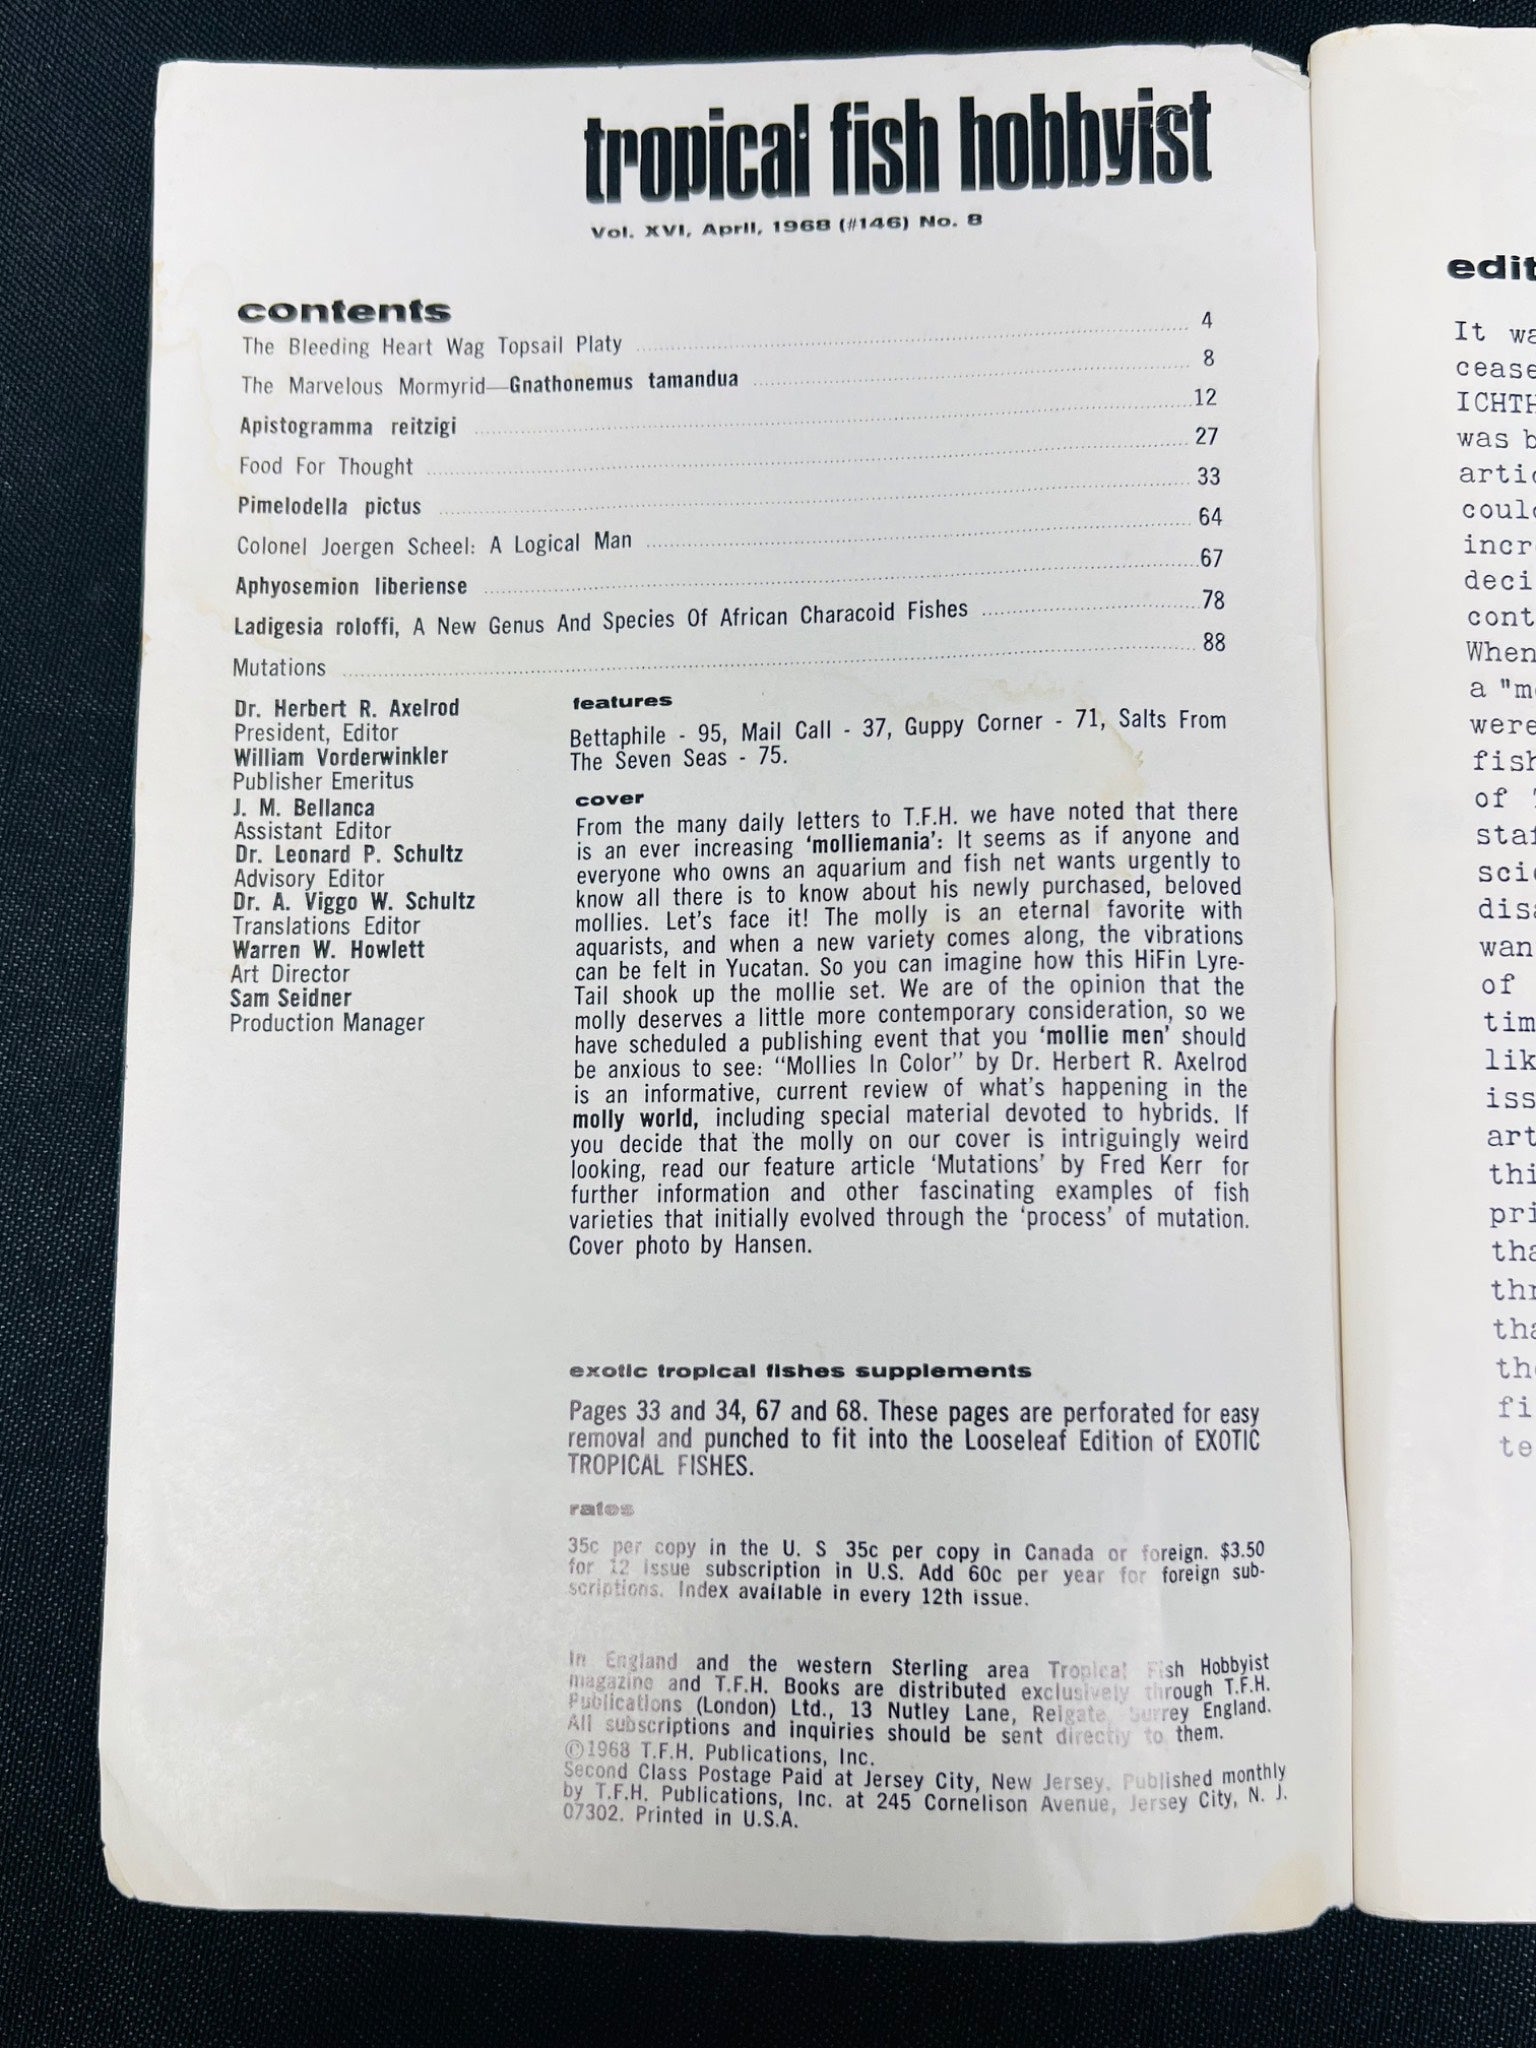 tropical fish hobbyist
Vol. XVI, April, 1968 (#146) No. 8
contents
The Bleeding Heart Wag Topsail Platy 4
The Marvelous Mormyrid—Gnathonemus tamandua 8
Apistogramma reitzigi 12
Food For Thought 27
Pimelodella pictus 33
Colonel Joergen Scheel: A Logical Man 64
Aphyosemion liberiense 67
Ladigesia roloffi, A New Genus And Species Of African Characoid Fishes 78
Mutations 88
Dr. Herbert R. Axelrod
President, Editor
William Vorderwinkler
Publisher Emeritus
J. M. Bellanca
Assistant Editor
Dr. Leonard P. Schultz
Advisory Editor
Dr. A. Viggo W. Schultz
Translations Editor
Warren W. Howlett
Art Director
Sam Seidner
Production Manager
features
Bettaphile - 95, Mail Call - 37, Guppy Corner - 71, Salts From
The Seven Seas - 75.
cover
From the many daily letters to T.F.H. we have noted that there
is an ever increasing 'molliemania': It seems as if anyone and
everyone who owns an aquarium and fish net wants urgently to
know all there is to know about his newly purchased, beloved
mollies. Let's face it! The molly is an eternal favorite with
aquarists, and when a new variety comes along, the vibrations
can be felt in Yucatan. So you can imagine how this HiFin Lyre-
Tail shook up the mollie set. We are of the opinion that the
molly deserves a little more contemporary consideration, so we
have scheduled a publishing event that you 'mollie men' should
be anxious to see: "Mollies In Color" by Dr. Herbert R. Axelrod
is an informative, current review of what's happening in the
molly world, including special material devoted to hybrids. If
you decide that the molly on our cover is intriguingly weird
looking, read our feature article 'Mutations' by Fred Kerr for
further information and other fascinating examples of fish
varieties that initially evolved through the 'process' of mutation.
Cover photo by Hansen.
exotic tropical fishes supplements
Pages 33 and 34, 67 and 68. These pages are perforated for easy
removal and punched to fit into the Looseleaf Edition of EXOTIC
TROPICAL FISHES.
rates
35c per copy in the U. S 35c per copy in Canada or foreign. $3.50
for 12 issue subscription in U.S. Add 60c per year for foreign sub-
scriptions. Index available in every 12th issue.
In England and the western Sterling area Tropical Fish Hobbyist
magazine and T.F.H. Books are distributed exclusively through T.F.H.
Publications (London) Ltd., 13 Nutley Lane, Reigate, Surrey England.
All subscriptions and inquiries should be sent directly to them.
©1968 T.F.H. Publications, Inc.
Second Class Postage Paid at Jersey City, New Jersey. Published monthly
by T.F.H. Publications, Inc. at 245 Cornelison Avenue, Jersey City, N. J.
07302. Printed in U.S.A.
edit
It wa
cease
ICHTH
was b
artic
could
incre
deci
cont
When
a "mo
were
fish
of T
staf
scie
disa
wan
of
tim
lik
iss
art
thi
pri
tha
thr
tha
the
fi
te